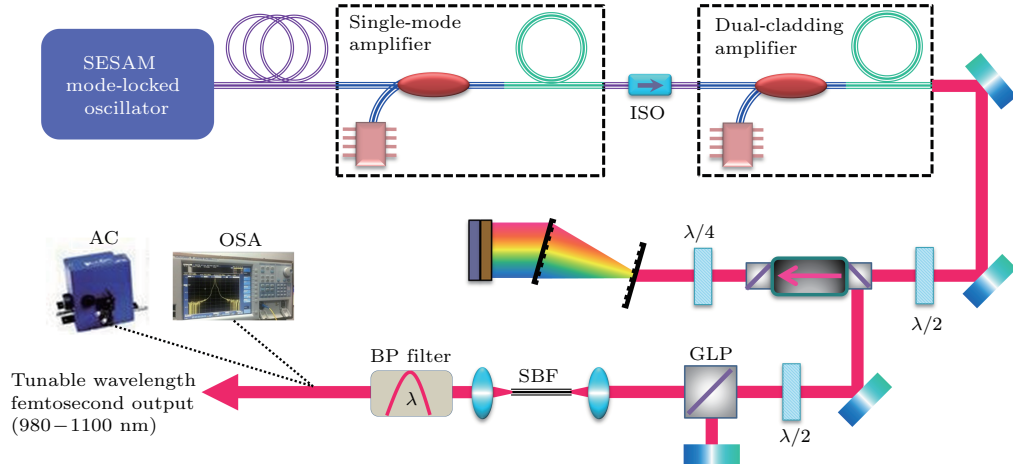 SESAM
mode-locked
oscillator
Single-mode
amplifier
ISO
Dual-cladding
amplifier
AC
OSA
λ/4
λ/2
BP filter
λ
SBF
GLP
λ/2
Tunable wavelength
femtosecond output
(980−1100 nm)